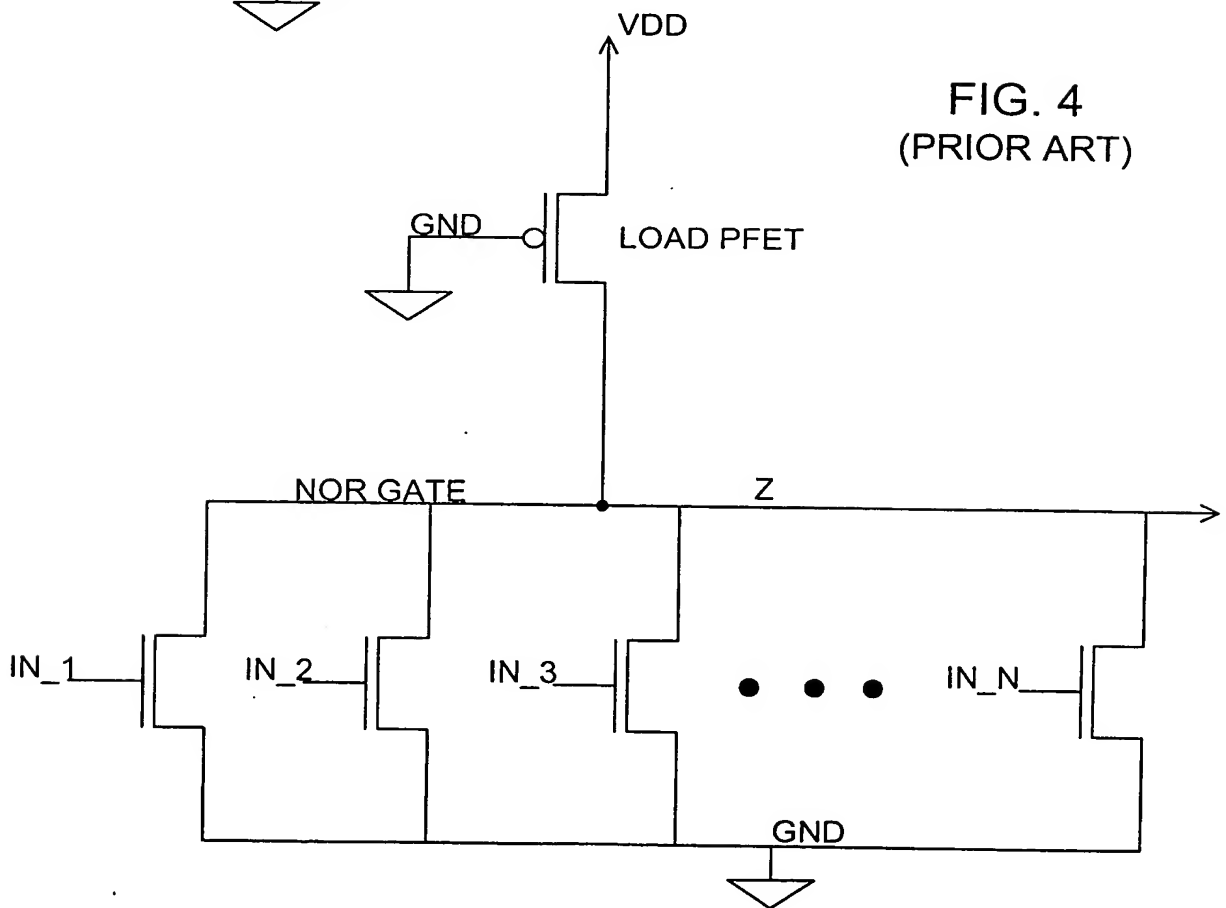 VDD
FIG. 4
(PRIOR ART)
GND
LOAD PFET
NOR GATE
Z
IN_1
IN_2
IN_3
IN_N
GND